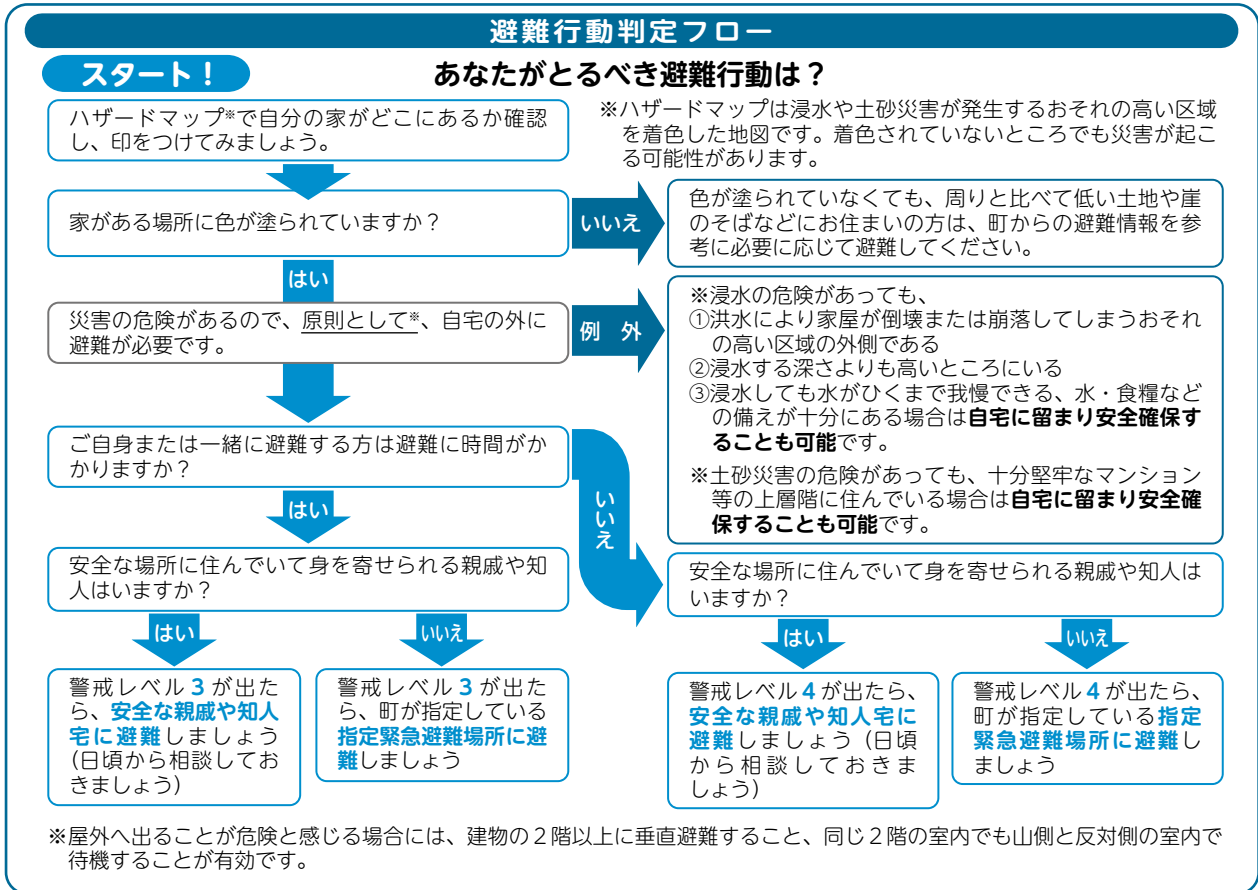 避難行動判定フロー
スタート！
あなたがとるべき避難行動は？
ハザードマップ※で自分の家がどこにあるか確認
し、印をつけてみましょう。
※ハザードマップは浸水や土砂災害が発生するおそれの高い区域
を着色した地図です。着色されていないところでも災害が起こ
る可能性があります。
家がある場所に色が塗られていますか？
いいえ
色が塗られていなくても、周りと比べて低い土地や崖
のそばなどにお住まいの方は、町からの避難情報を参
考に必要に応じて避難してください。
はい
災害の危険があるので、原則として※、自宅の外に
避難が必要です。
例 外
※浸水の危険があっても、
①洪水により家屋が倒壊または崩落してしまうおそれ
の高い区域の外側である
②浸水する深さよりも高いところにいる
③浸水しても水がひくまで我慢できる、水・食糧など
の備えが十分にある場合は自宅に留まり安全確保す
ることも可能です。
※土砂災害の危険があっても、十分堅牢なマンション
等の上層階に住んでいる場合は自宅に留まり安全確
保することも可能です。
ご自身または一緒に避難する方は避難に時間がか
かりますか？
はい
いいえ
安全な場所に住んでいて身を寄せられる親戚や知
人はいますか？
はい
いいえ
警戒レベル３が出た
ら、安全な親戚や知人
宅に避難しましょう
（日頃から相談してお
きましょう）
警戒レベル３が出た
ら、町が指定している
指定緊急避難場所に避
難しましょう
安全な場所に住んでいて身を寄せられる親戚や知人は
いますか？
はい
いいえ
警戒レベル４が出たら、
安全な親戚や知人宅に
避難しましょう（日頃
から相談しておきま
しょう）
警戒レベル４が出たら、
町が指定している指定
緊急避難場所に避難し
ましょう
※屋外へ出ることが危険と感じる場合には、建物の２階以上に垂直避難すること、同じ２階の室内でも山側と反対側の室内で
待機することが有効です。